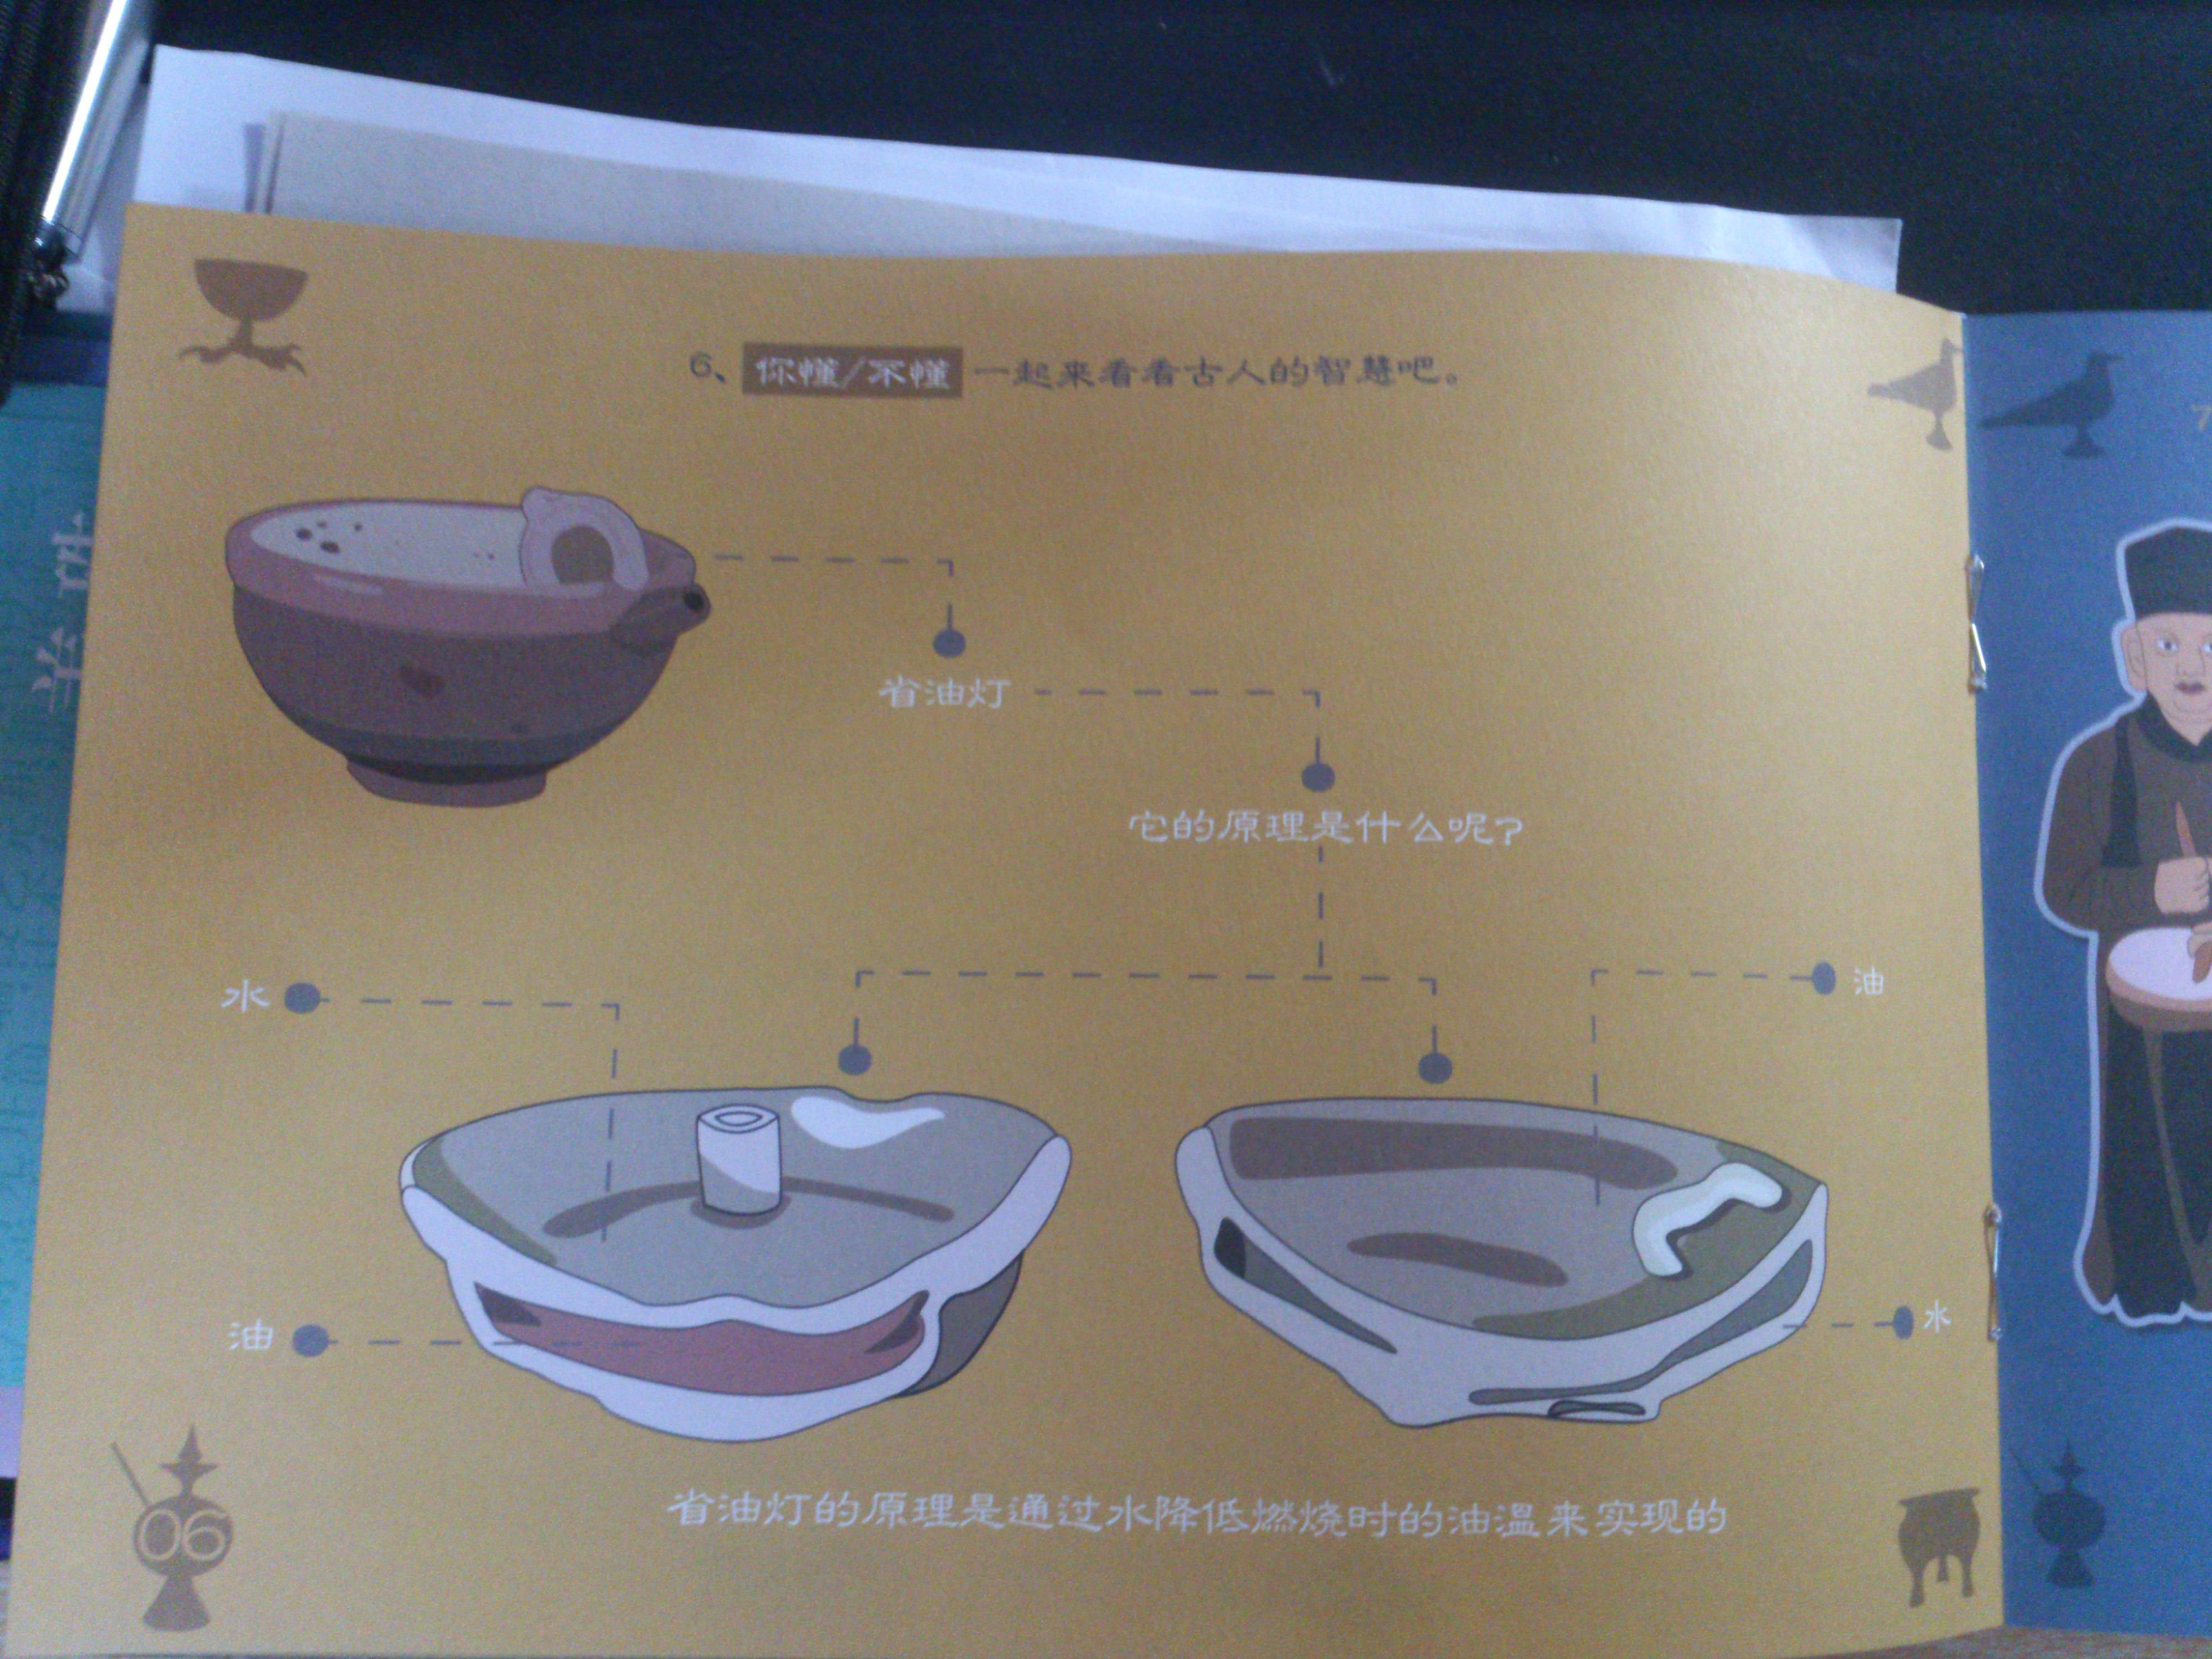 6、你懂/不懂 一起来看看古人的智慧吧。
省油灯
它的原理是什么呢?
水
油
油
水
省油灯的原理是通过水降低燃烧时的油温来实现的
06
7